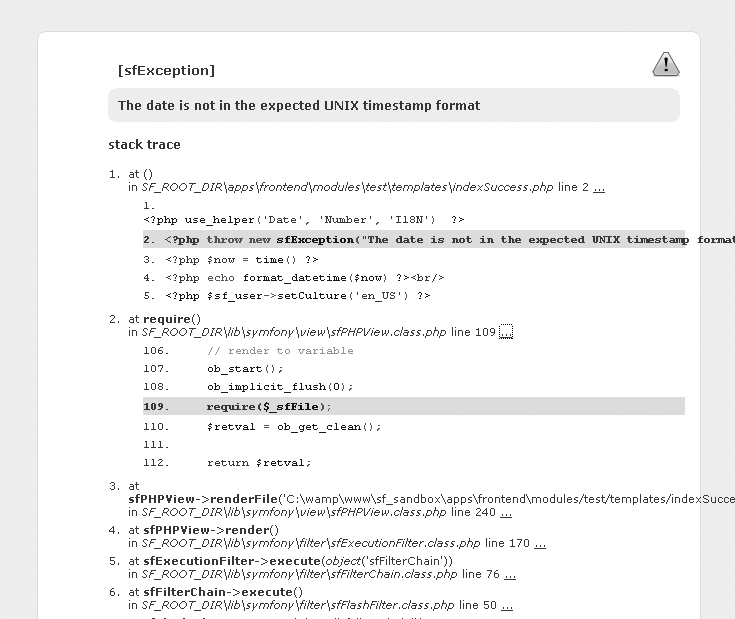 [sfException]
The date is not in the expected UNIX timestamp format
stack trace
1. at ()
in SF_ROOT_DIR\apps\frontend\modules\test\templates\indexSuccess.php line 2 ...
1.
<?php use_helper('Date', 'Number', 'I18N')  ?>
2. <?php throw new sfException("The date is not in the expected UNIX timestamp format
3. <?php $now = time() ?>
4. <?php echo format_datetime($now) ?><br/>
5. <?php $sf_user->setCulture('en_US') ?>
2. at require()
in SF_ROOT_DIR\lib\symfony\view\sfPHPView.class.php line 109 ...
106.      // render to variable
107.      ob_start();
108.      ob_implicit_flush(0);
109.      require($_sfFile);
110.      $retval = ob_get_clean();
111.
112.      return $retval;
3. at
sfPHPView->renderFile('C:\wamp\www\sf_sandbox\apps\frontend\modules/test/templates/indexSucce
in SF_ROOT_DIR\lib\symfony\view\sfPHPView.class.php line 240 ...
4. at sfPHPView->render()
in SF_ROOT_DIR\lib\symfony\filter\sfExecutionFilter.class.php line 170 ...
5. at sfExecutionFilter->execute(object('sfFilterChain'))
in SF_ROOT_DIR\lib\symfony\filter\sfFilterChain.class.php line 76 ...
6. at sfFilterChain->execute()
in SF_ROOT_DIR\lib\symfony\filter\sfFlashFilter.class.php line 50 ...